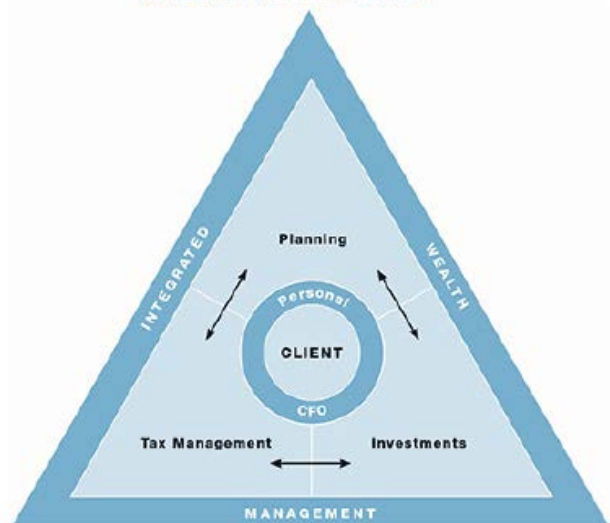 Planning
INTEGRATED
WEALTH
Personal
CLIENT
CFO
Tax Management
Investments
MANAGEMENT